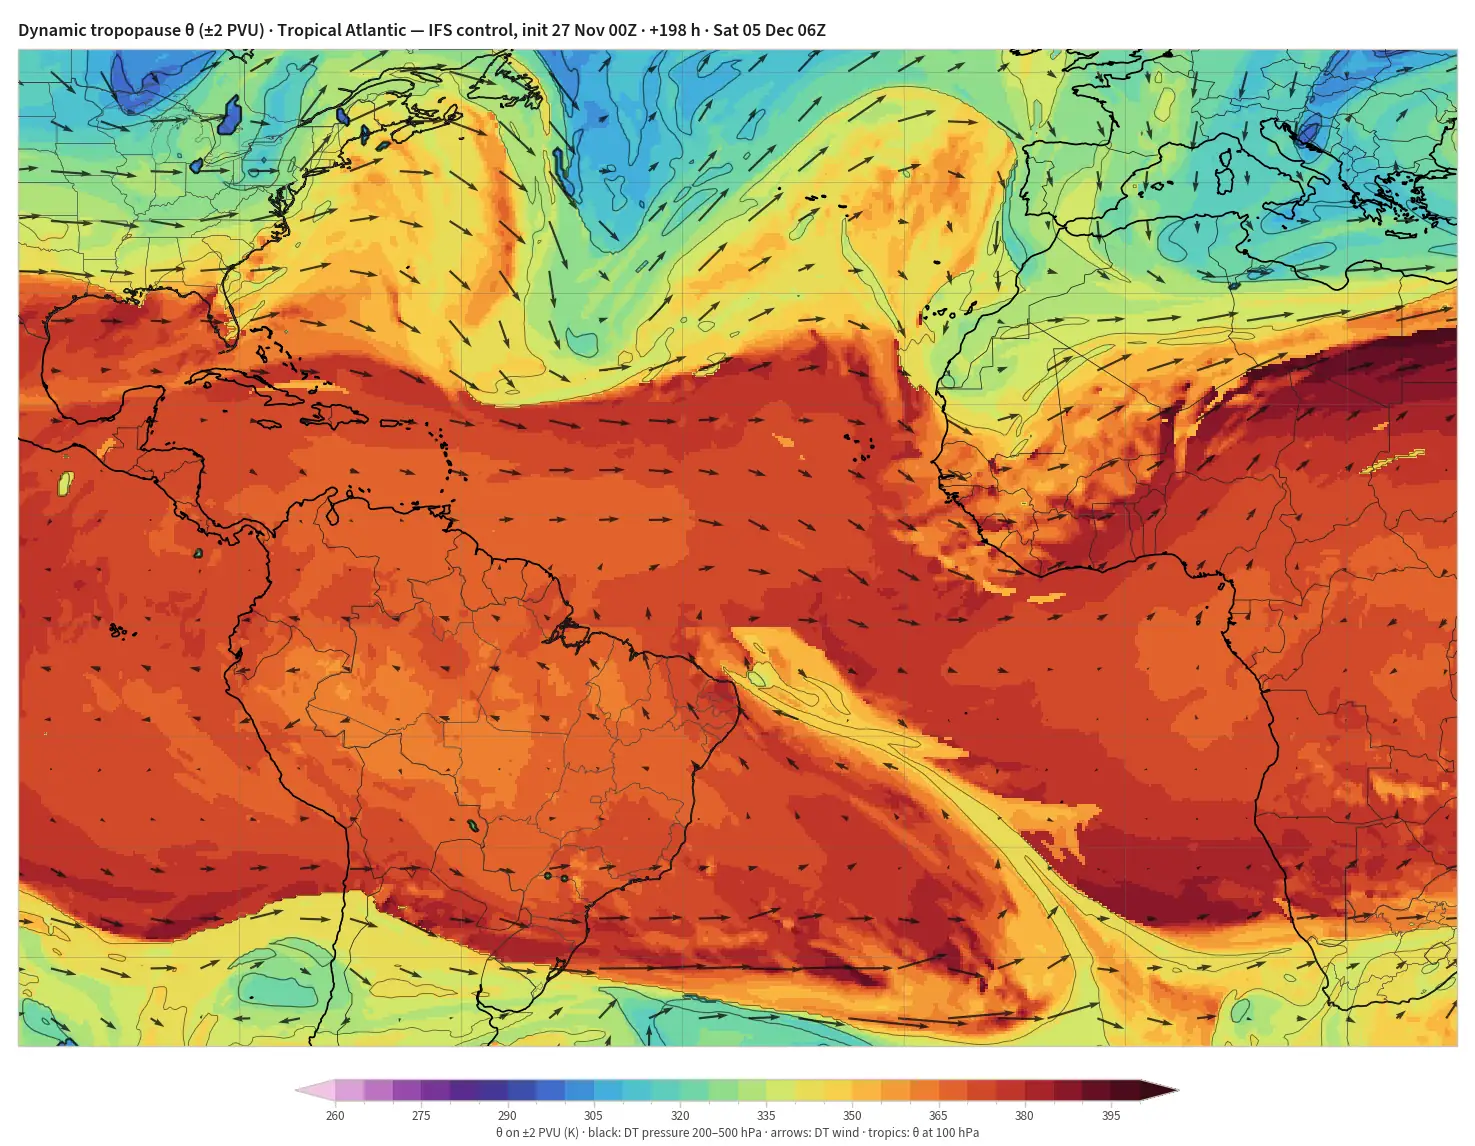 Dynamic tropopause θ (±2 PVU) · Tropical Atlantic — IFS control, init 27 Nov 00Z · +198 h · Sat 05 Dec 06Z
260 275 290 305 320 335 350 365 380 395
θ on ±2 PVU (K) · black: DT pressure 200–500 hPa · arrows: DT wind · tropics: θ at 100 hPa